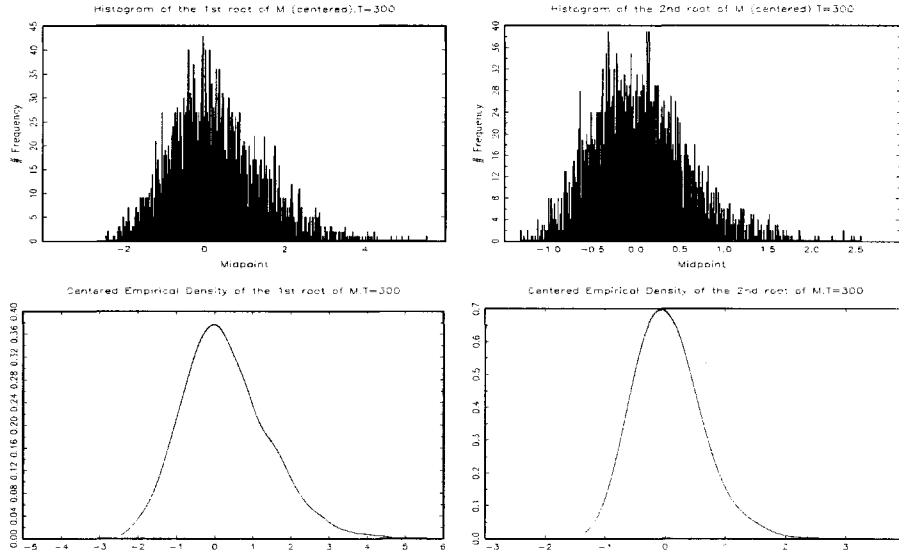 Histogram of the 1st root of M (centered).T=300
Histogram of the 2nd root of M (centered) T=300
# Frequency
0 5 10 15 20 25 30 35 40 45
-2 0 2 4
Midpoint
# Frequency
0 4 8 12 16 20 24 28 32 36 40
-1.0 -0.5 0.0 0.5 1.0 1.5 2.0 2.5
Midpoint
Centered Empirical Density of the 1st root of M.T=300
Centered Empirical Density of the 2nd root of M.T=300
0.00 0.04 0.08 0.12 0.16 0.20 0.24 0.28 0.32 0.36 0.40
-5 -4 -3 -2 -1 0 1 2 3 4 5 6
0.0 0.1 0.2 0.3 0.4 0.5 0.6 0.7
-3 -2 -1 0 1 2 3